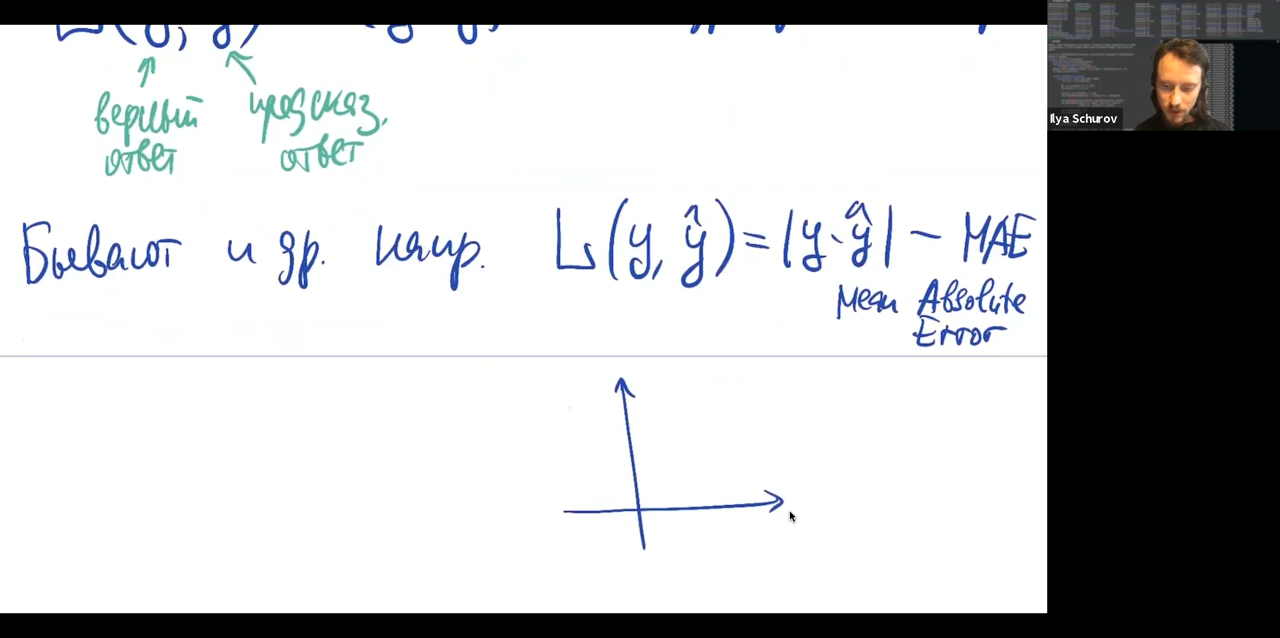 верный
ответ
предсказ.
ответ
Бывают и др. напр. L(y, ŷ) = |y - ŷ| – MAE
Mean Absolute
Error
Ilya Schurov